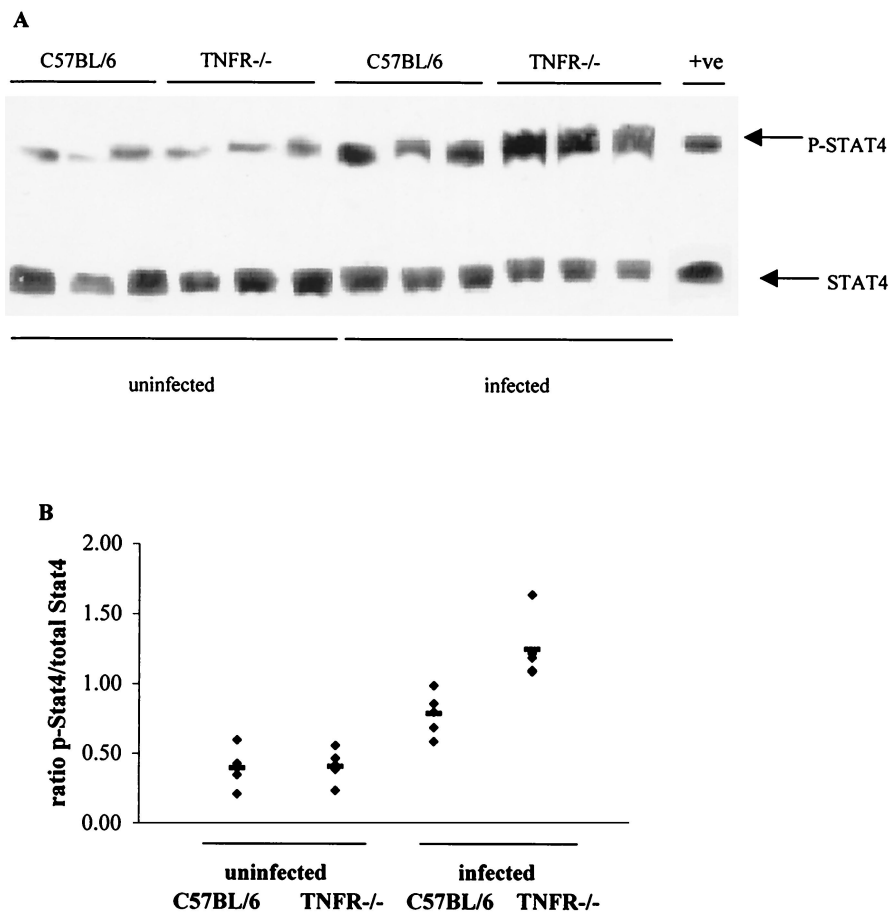 A
C57BL/6 TNFR-/- C57BL/6 TNFR-/- +ve
P-STAT4
STAT4
uninfected infected
B
ratio p-Stat4/total Stat4
2.00
1.50
1.00
0.50
0.00
uninfected infected
C57BL/6 TNFR-/- C57BL/6 TNFR-/-